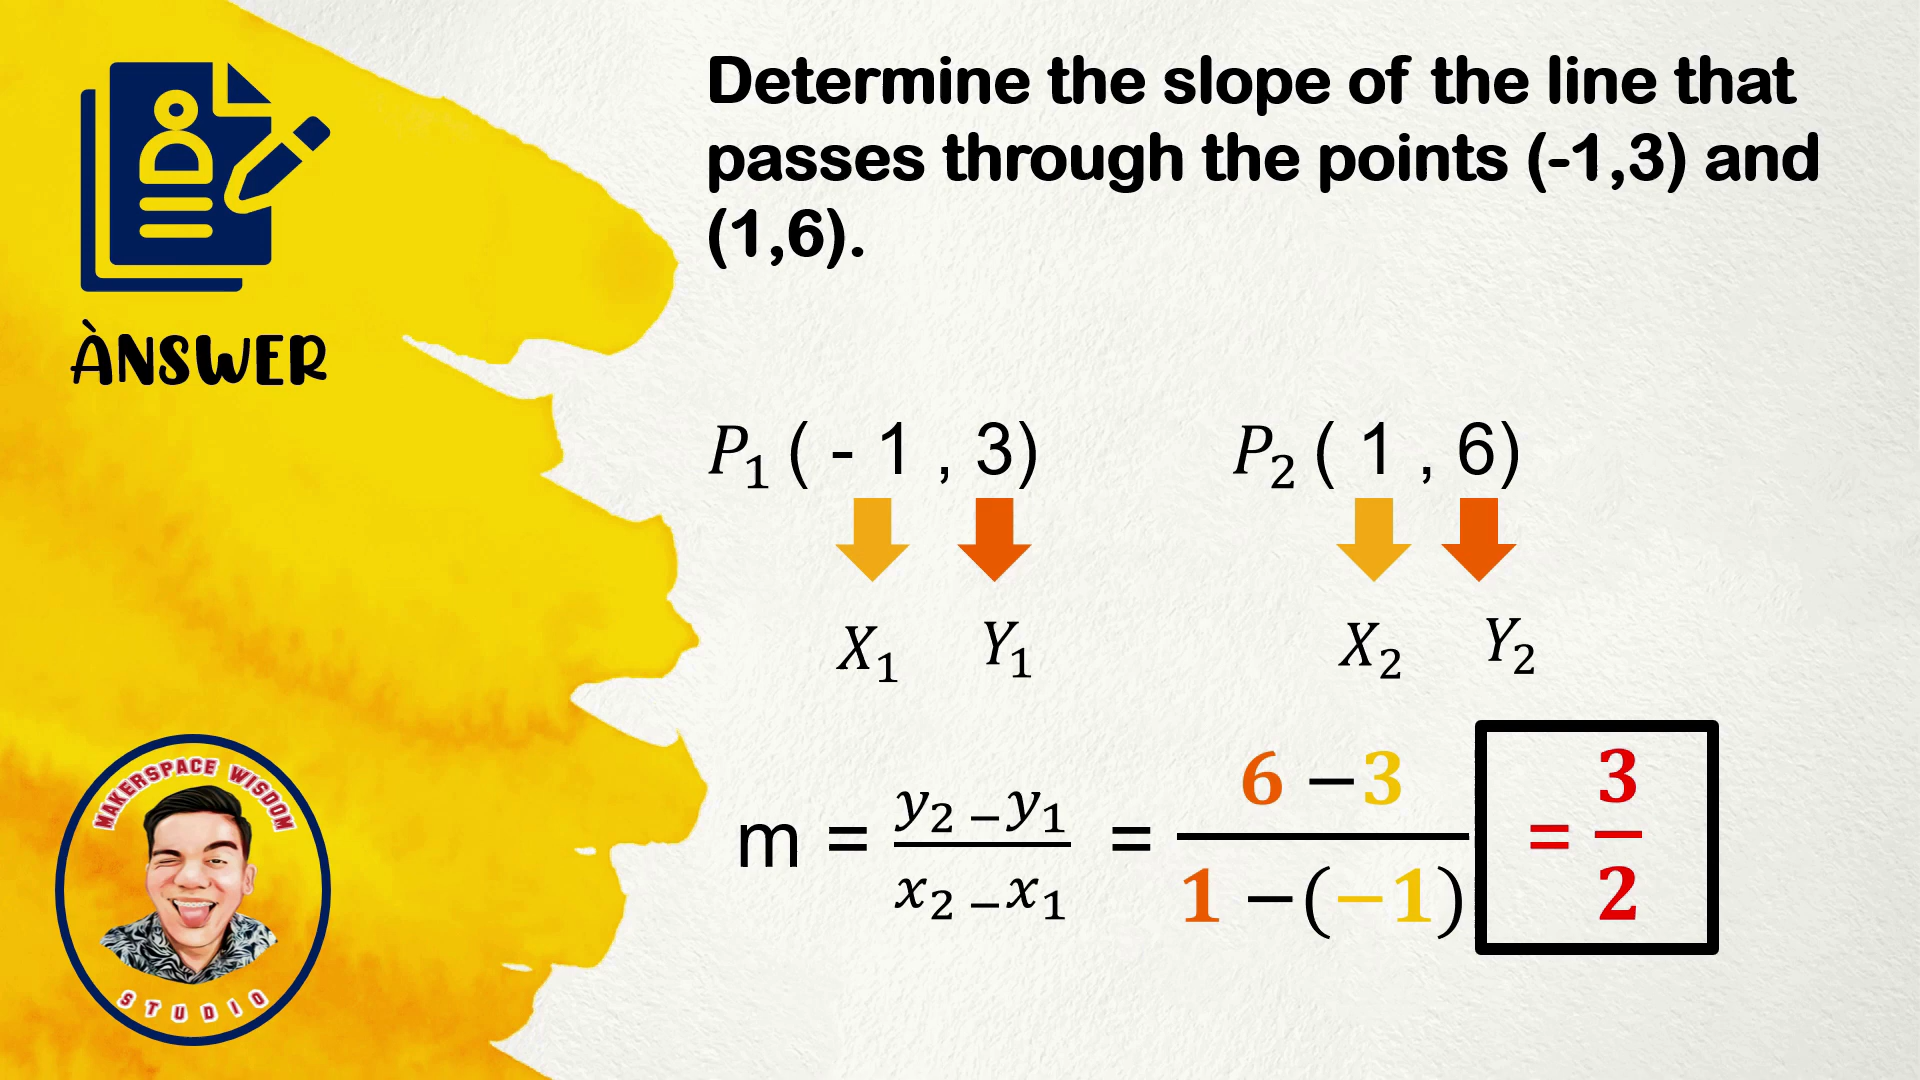 Determine the slope of the line that
passes through the points (-1,3) and
(1,6).
ÀNSWER
P₁ ( - 1 , 3) P₂ ( 1 , 6)
X₁ Y₁ X₂ Y₂
m = (y₂ – y₁)/(x₂ – x₁) = (6 – 3)/(1 – (–1)) = 3/2
MAKERSPACE WISDOM
STUDIO